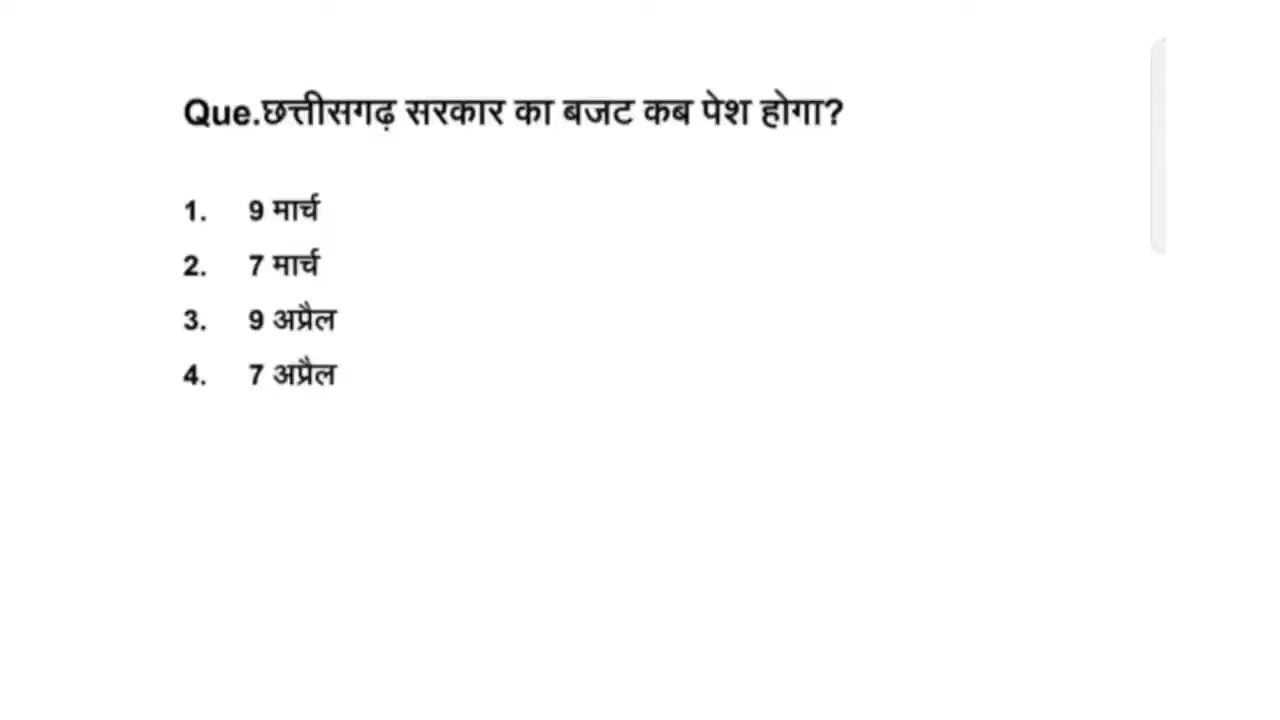 Que.छत्तीसगढ़ सरकार का बजट कब पेश होगा?
1. 9 मार्च
2. 7 मार्च
3. 9 अप्रैल
4. 7 अप्रैल